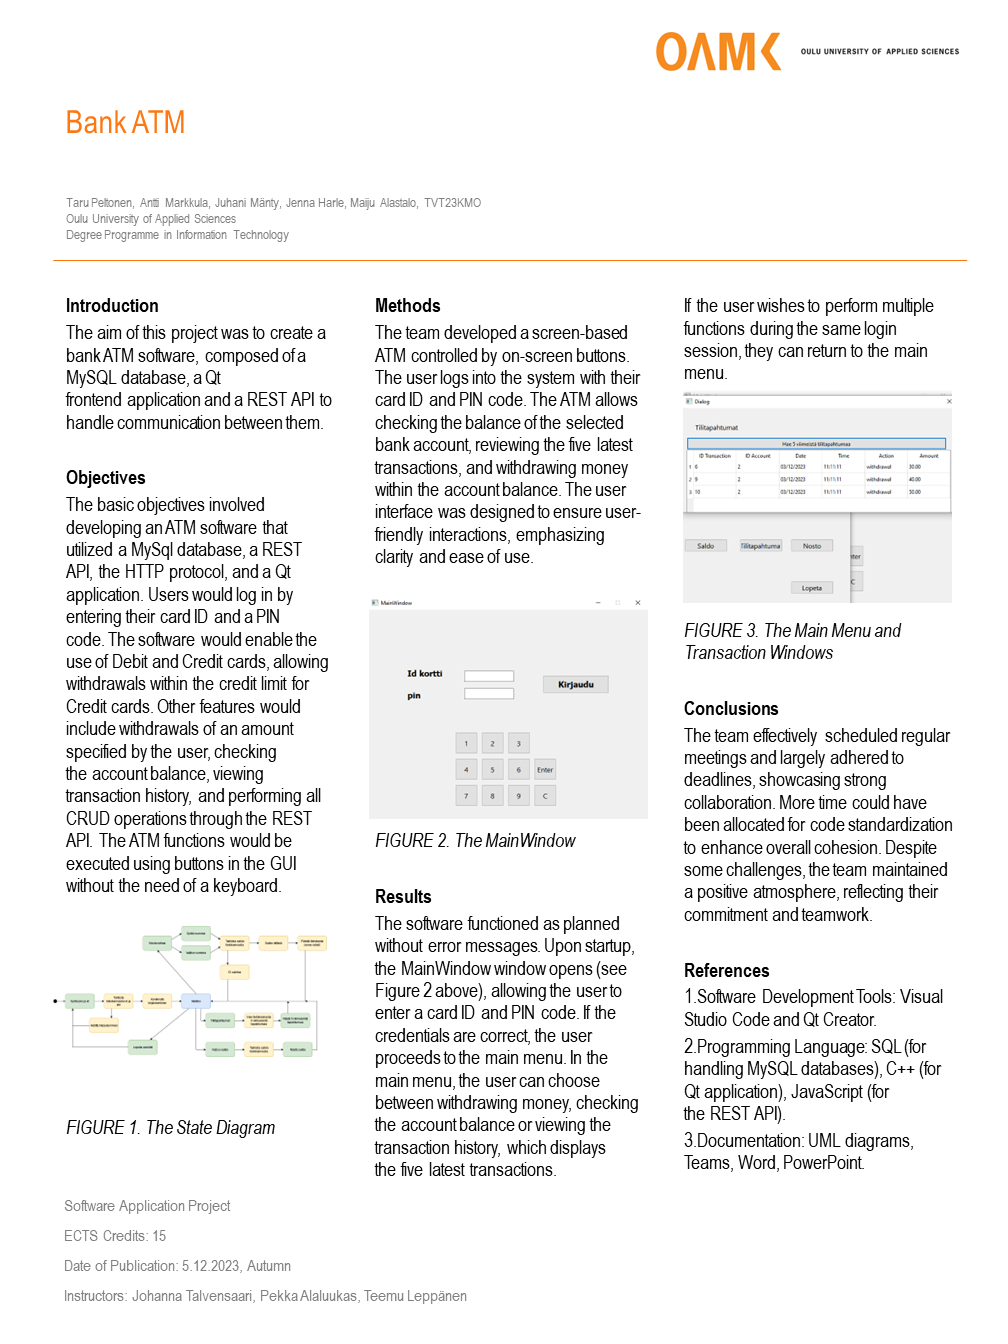 OAMK
OULU UNIVERSITY OF APPLIED SCIENCES
Bank ATM
Taru Peltonen, Antti Markkula, Juhani Mänty, Jenna Harle, Maiju Alastalo, TVT23KMO
Oulu University of Applied Sciences
Degree Programme in Information Technology
Introduction
The aim of this project was to create a
bank ATM software, composed of a
MySQL database, a Qt
frontend application and a REST API to
handle communication between them.
Objectives
The basic objectives involved
developing an ATM software that
utilized a MySql database, a REST
API, the HTTP protocol, and a Qt
application. Users would log in by
entering their card ID and a PIN
code. The software would enable the
use of Debit and Credit cards, allowing
withdrawals within the credit limit for
Credit cards. Other features would
include withdrawals of an amount
specified by the user, checking
the account balance, viewing
transaction history, and performing all
CRUD operations through the REST
API. The ATM functions would be
executed using buttons in the GUI
without the need of a keyboard.
FIGURE 1. The State Diagram
Methods
The team developed a screen-based
ATM controlled by on-screen buttons.
The user logs into the system with their
card ID and PIN code. The ATM allows
checking the balance of the selected
bank account, reviewing the five latest
transactions, and withdrawing money
within the account balance. The user
interface was designed to ensure user-
friendly interactions, emphasizing
clarity and ease of use.
MainWindow
Id kortti
pin
Kirjaudu
1 2 3
4 5 6 Enter
7 8 9 C
FIGURE 2. The MainWindow
Results
The software functioned as planned
without error messages. Upon startup,
the MainWindow window opens (see
Figure 2 above), allowing the user to
enter a card ID and PIN code. If the
credentials are correct, the user
proceeds to the main menu. In the
main menu, the user can choose
between withdrawing money, checking
the account balance or viewing the
transaction history, which displays
the five latest transactions.
If the user wishes to perform multiple
functions during the same login
session, they can return to the main
menu.
Dialog
Tilitapahtumat
Hae 5 viimeistä tilitapahtumaa
ID Transaction ID Account Date Time Action Amount
1 6 2 03/12/2023 11:11:11 withdrawal 20.00
2 9 2 03/12/2023 11:11:11 withdrawal 40.00
3 10 2 03/12/2023 11:11:11 withdrawal 50.00
Saldo Tilitapahtuma Nosto
nter
C
Lopeta
FIGURE 3. The Main Menu and
Transaction Windows
Conclusions
The team effectively scheduled regular
meetings and largely adhered to
deadlines, showcasing strong
collaboration. More time could have
been allocated for code standardization
to enhance overall cohesion. Despite
some challenges, the team maintained
a positive atmosphere, reflecting their
commitment and teamwork.
References
1.Software Development Tools: Visual
Studio Code and Qt Creator.
2.Programming Language: SQL (for
handling MySQL databases), C++ (for
Qt application), JavaScript (for
the REST API).
3.Documentation: UML diagrams,
Teams, Word, PowerPoint.
Software Application Project
ECTS Credits: 15
Date of Publication: 5.12.2023, Autumn
Instructors: Johanna Talvensaari, Pekka Alaluukas, Teemu Leppänen